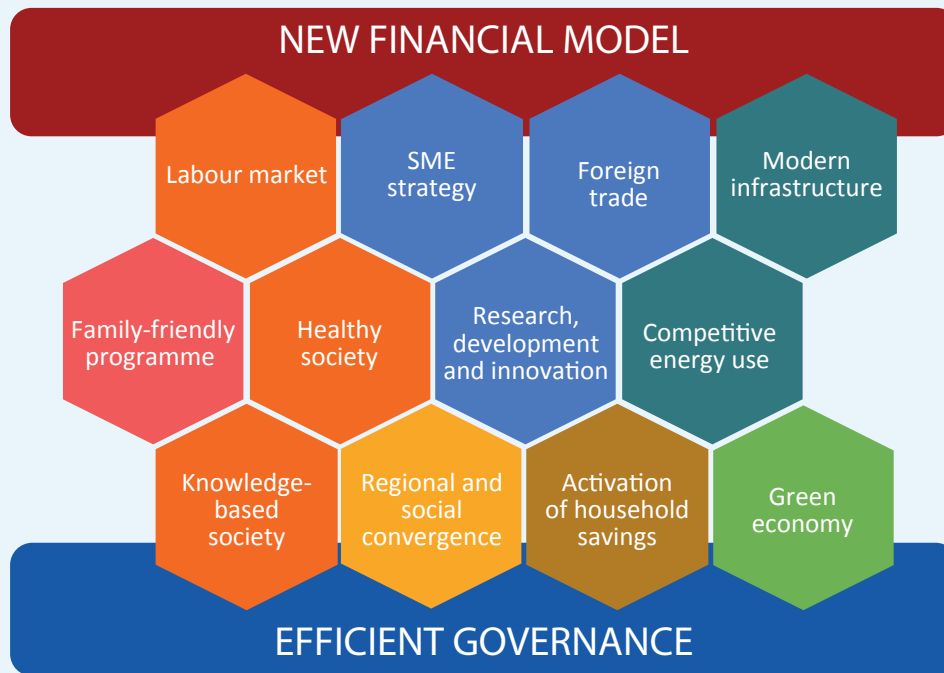 NEW FINANCIAL MODEL
Labour market
SME
strategy
Foreign
trade
Modern
infrastructure
Family-friendly
programme
Healthy
society
Research,
development
and innovation
Competitive
energy use
Knowledge-
based
society
Regional and
social
convergence
Activation
of household
savings
Green
economy
EFFICIENT GOVERNANCE